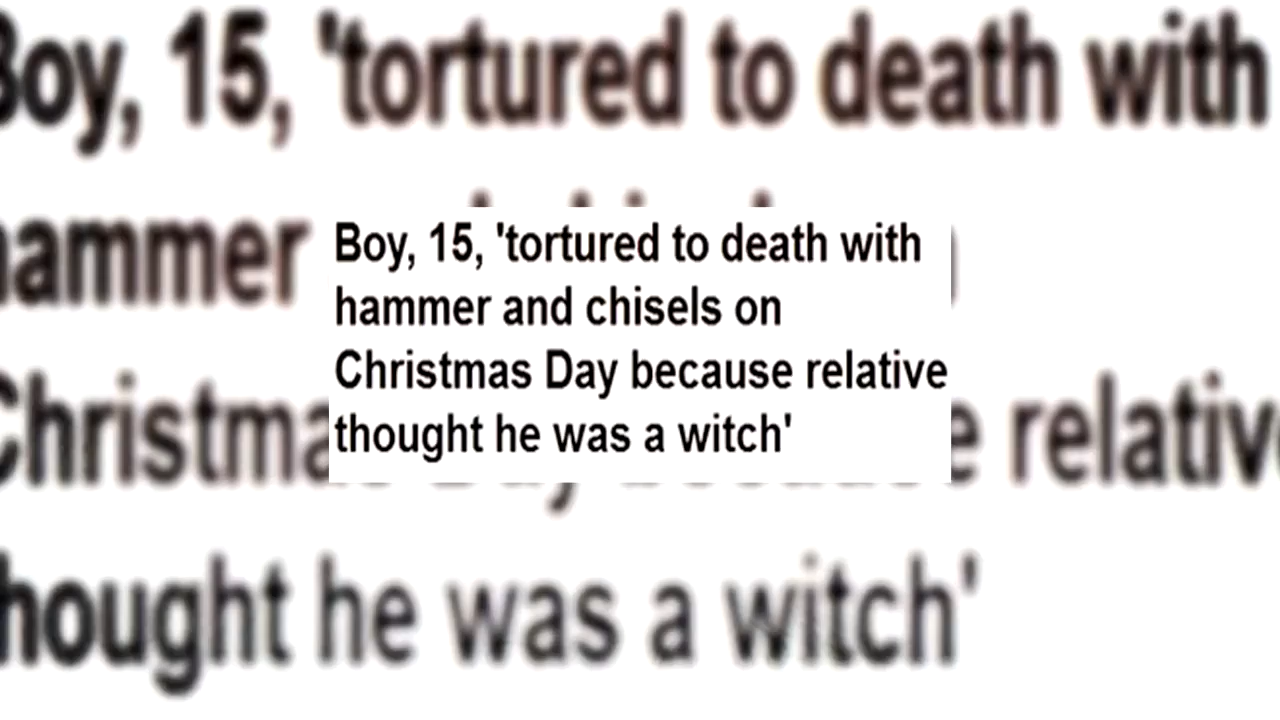 Boy, 15, 'tortured to death with
hammer and chisels on
Christmas Day because relative
thought he was a witch'